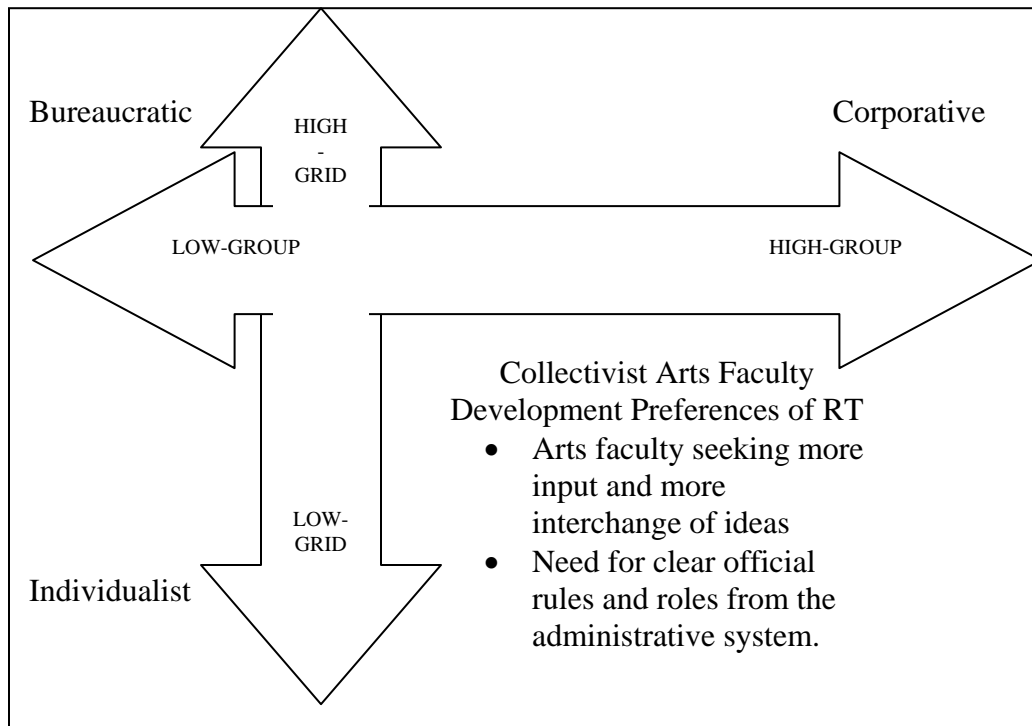 Bureaucratic
Corporative
HIGH
-
GRID
LOW-GROUP
HIGH-GROUP
Collectivist Arts Faculty
Development Preferences of RT
• Arts faculty seeking more
input and more
interchange of ideas
• Need for clear official
rules and roles from the
administrative system.
LOW-
GRID
Individualist